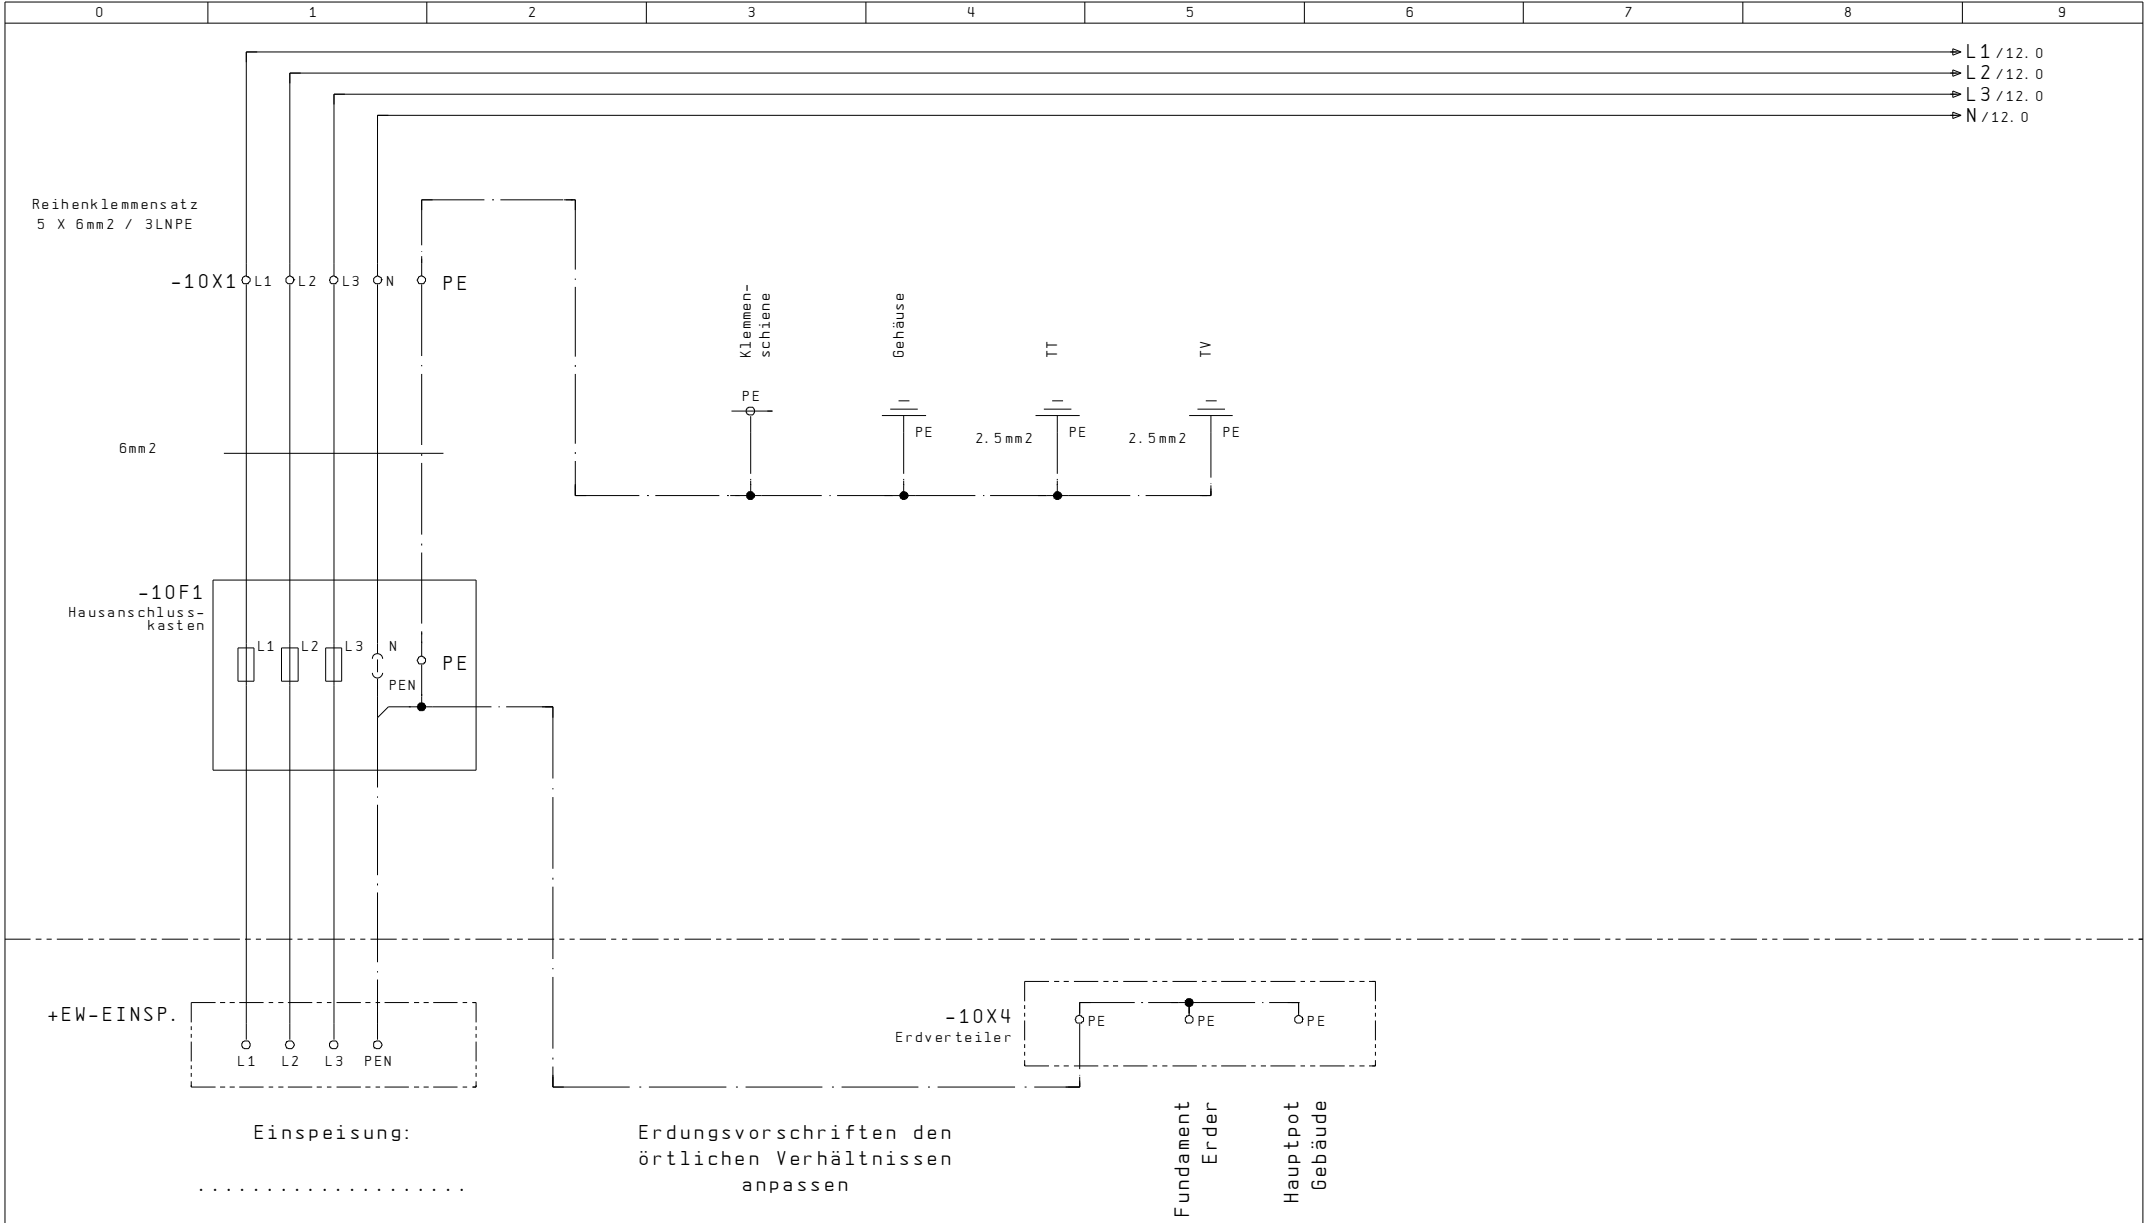 0 1 2 3 4 5 6 7 8 9
L1 /12.0
L2 /12.0
L3 /12.0
N /12.0
Reihenklemmensatz
5 X 6mm2 / 3LNPE
-10X1 L1 L2 L3 N PE
Klemmen-
schiene
Gehäuse
TT
TV
PE
PE
2.5mm2 PE
2.5mm2 PE
6mm2
-10F1
Hausanschluss-
kasten
L1 L2 L3 N
PE
PEN
+EW-EINSP.
L1 L2 L3 PEN
-10X4
Erdverteiler
PE PE PE
Einspeisung:
....................
Erdungsvorschriften den
örtlichen Verhältnissen
anpassen
Fundament
Erder
Hauptpot
Gebäude